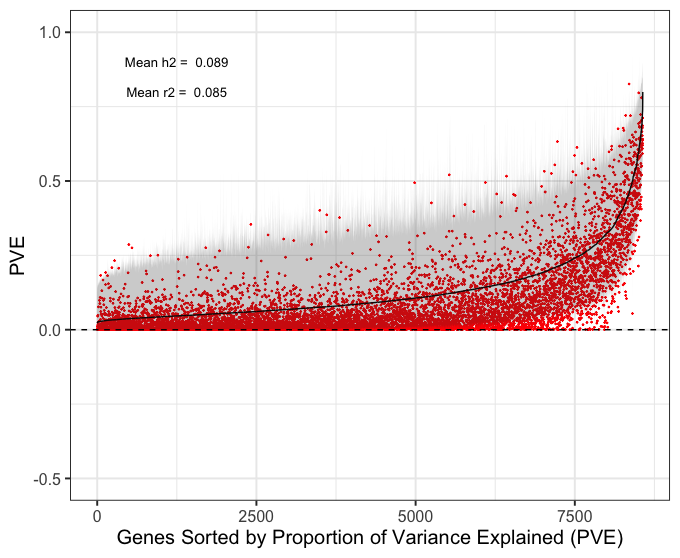 1.0
Mean h2 =  0.089
Mean r2 =  0.085
0.5
PVE
0.0
-0.5
0 2500 5000 7500
Genes Sorted by Proportion of Variance Explained (PVE)